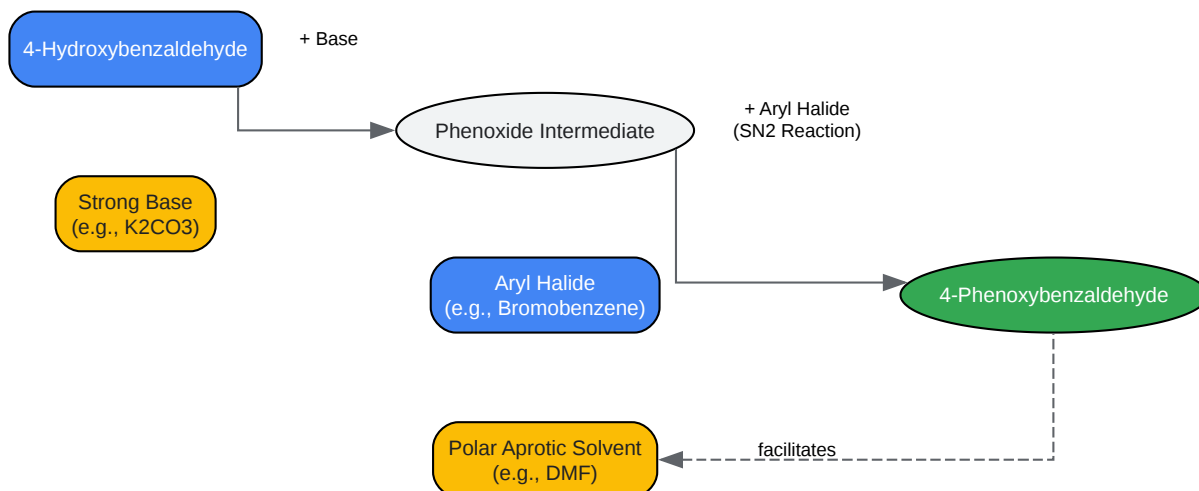 4-Hydroxybenzaldehyde
+ Base
Phenoxide Intermediate
+ Aryl Halide
(SN2 Reaction)
Strong Base
(e.g., K2CO3)
Aryl Halide
(e.g., Bromobenzene)
4-Phenoxybenzaldehyde
Polar Aprotic Solvent
(e.g., DMF)
facilitates